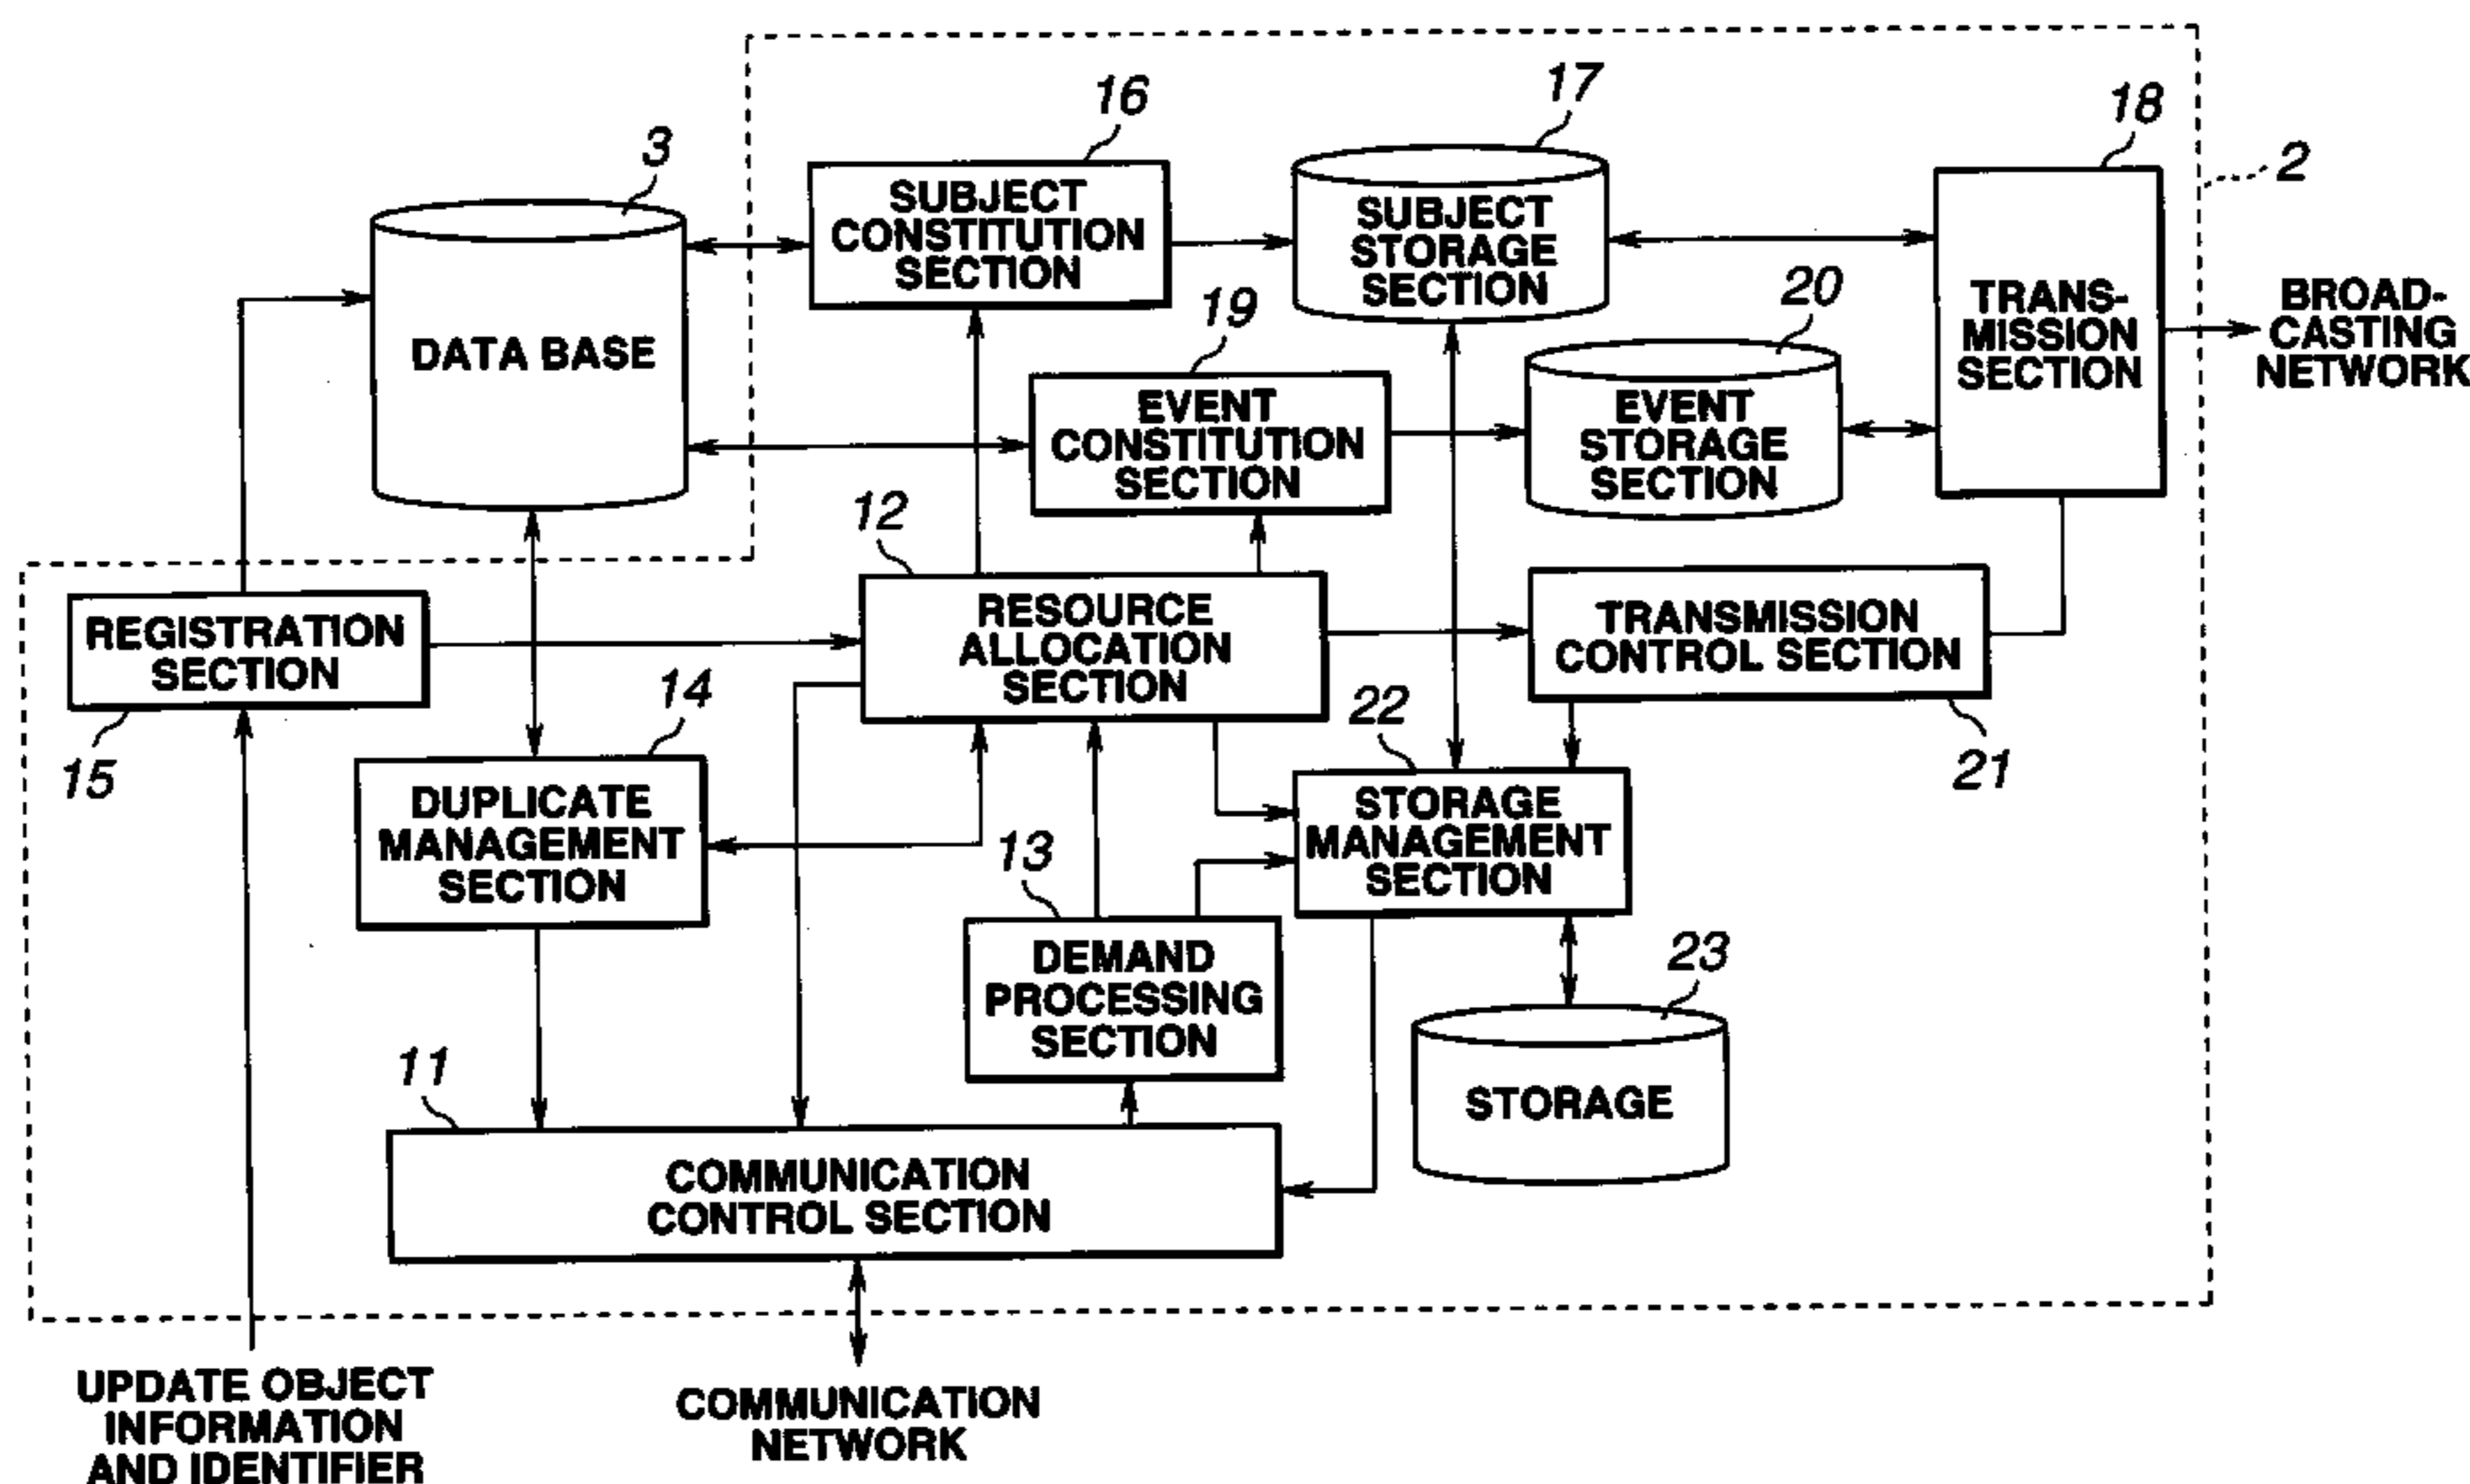 16
17
18
3
2
SUBJECT
CONSTITUTION
SECTION
SUBJECT
STORAGE
SECTION
19
20
TRANS-
MISSION
SECTION
BROAD-
CASTING
NETWORK
DATA BASE
EVENT
CONSTITUTION
SECTION
EVENT
STORAGE
SECTION
12
REGISTRATION
SECTION
RESOURCE
ALLOCATION
SECTION
TRANSMISSION
CONTROL SECTION
15
14
22
21
DUPLICATE
MANAGEMENT
SECTION
13
STORAGE
MANAGEMENT
SECTION
DEMAND
PROCESSING
SECTION
23
STORAGE
11
COMMUNICATION
CONTROL SECTION
UPDATE OBJECT
INFORMATION
AND IDENTIFIER
COMMUNICATION
NETWORK